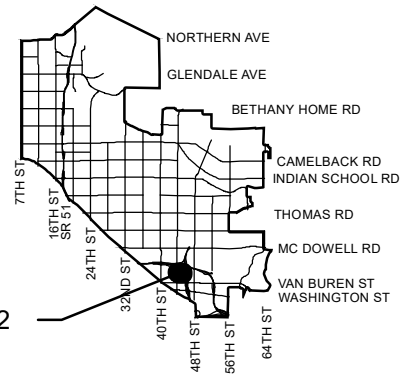 NORTHERN AVE
GLENDALE AVE
BETHANY HOME RD
CAMELBACK RD
INDIAN SCHOOL RD
THOMAS RD
MC DOWELL RD
VAN BUREN ST
WASHINGTON ST
7TH ST
16TH ST
SR 51
24TH ST
32ND ST
40TH ST
48TH ST
56TH ST
64TH ST
2